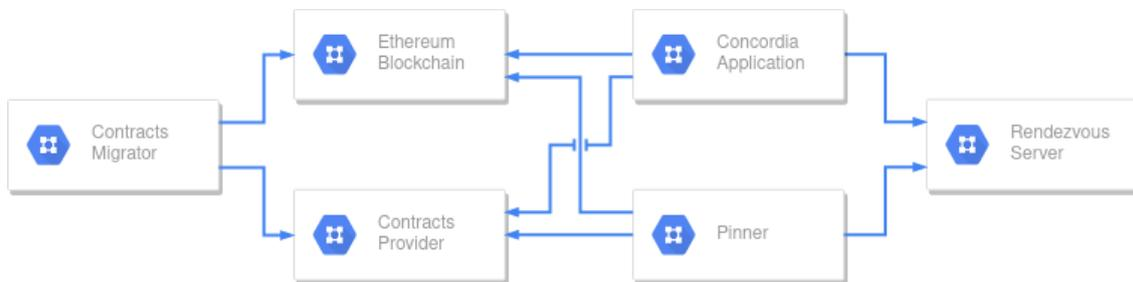 Ethereum
Blockchain
Concordia
Application
Contracts
Migrator
Rendezvous
Server
Contracts
Provider
Pinner